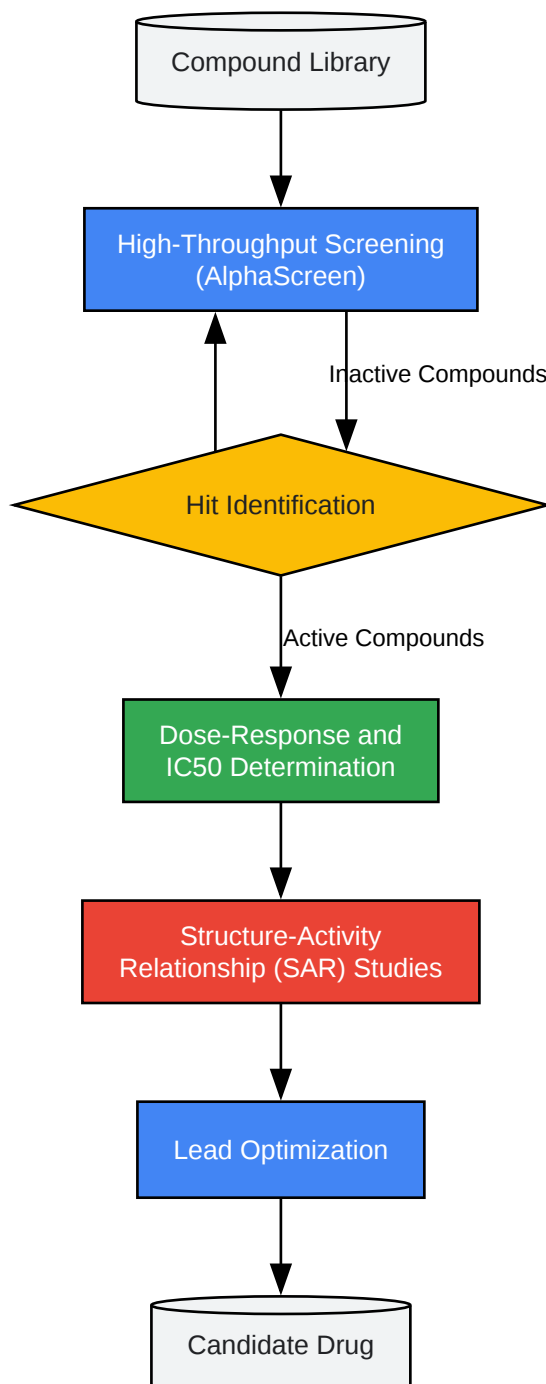 Compound Library
High-Throughput Screening
(AlphaScreen)
Inactive Compounds
Hit Identification
Active Compounds
Dose-Response and
IC50 Determination
Structure-Activity
Relationship (SAR) Studies
Lead Optimization
Candidate Drug